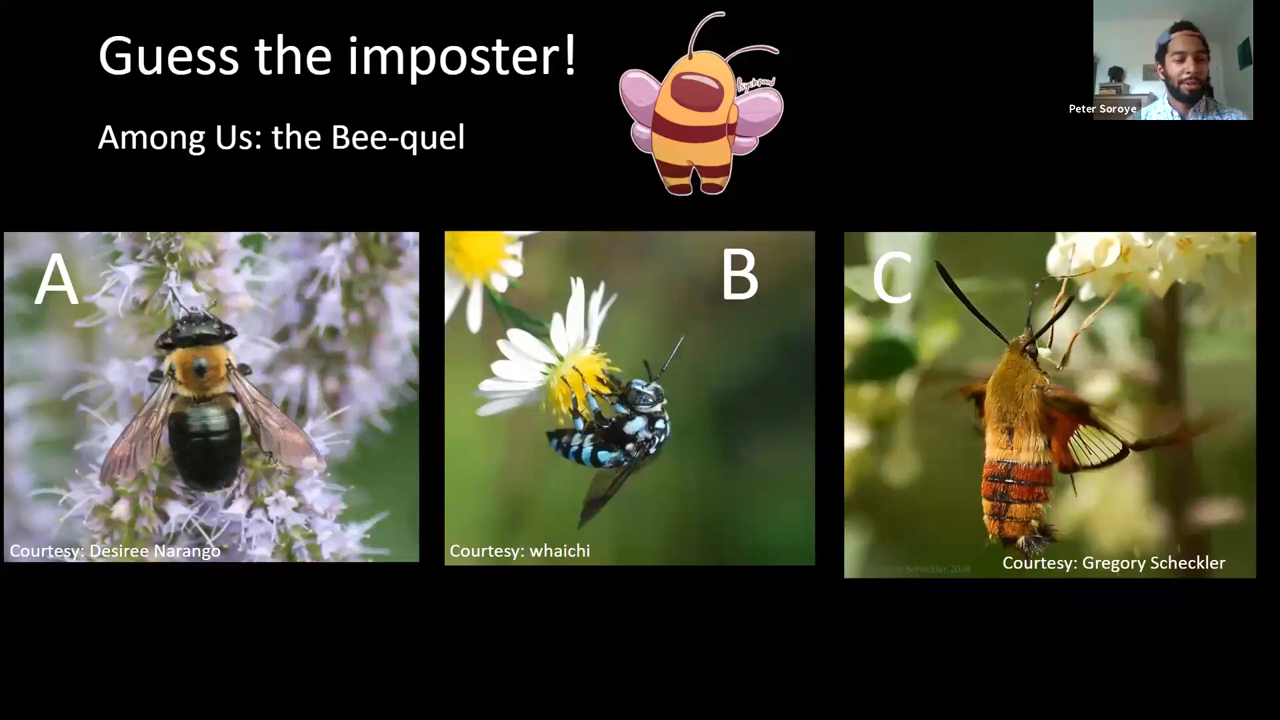 Guess the imposter!
Among Us: the Bee-quel
Peter Soroye
A
B
C
Courtesy: Desiree Narango
Courtesy: whaichi
Courtesy: Gregory Scheckler